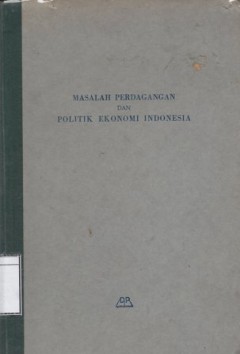 MASALAH PERDAGANGAN
DAN
POLITIK EKONOMI INDONESIA